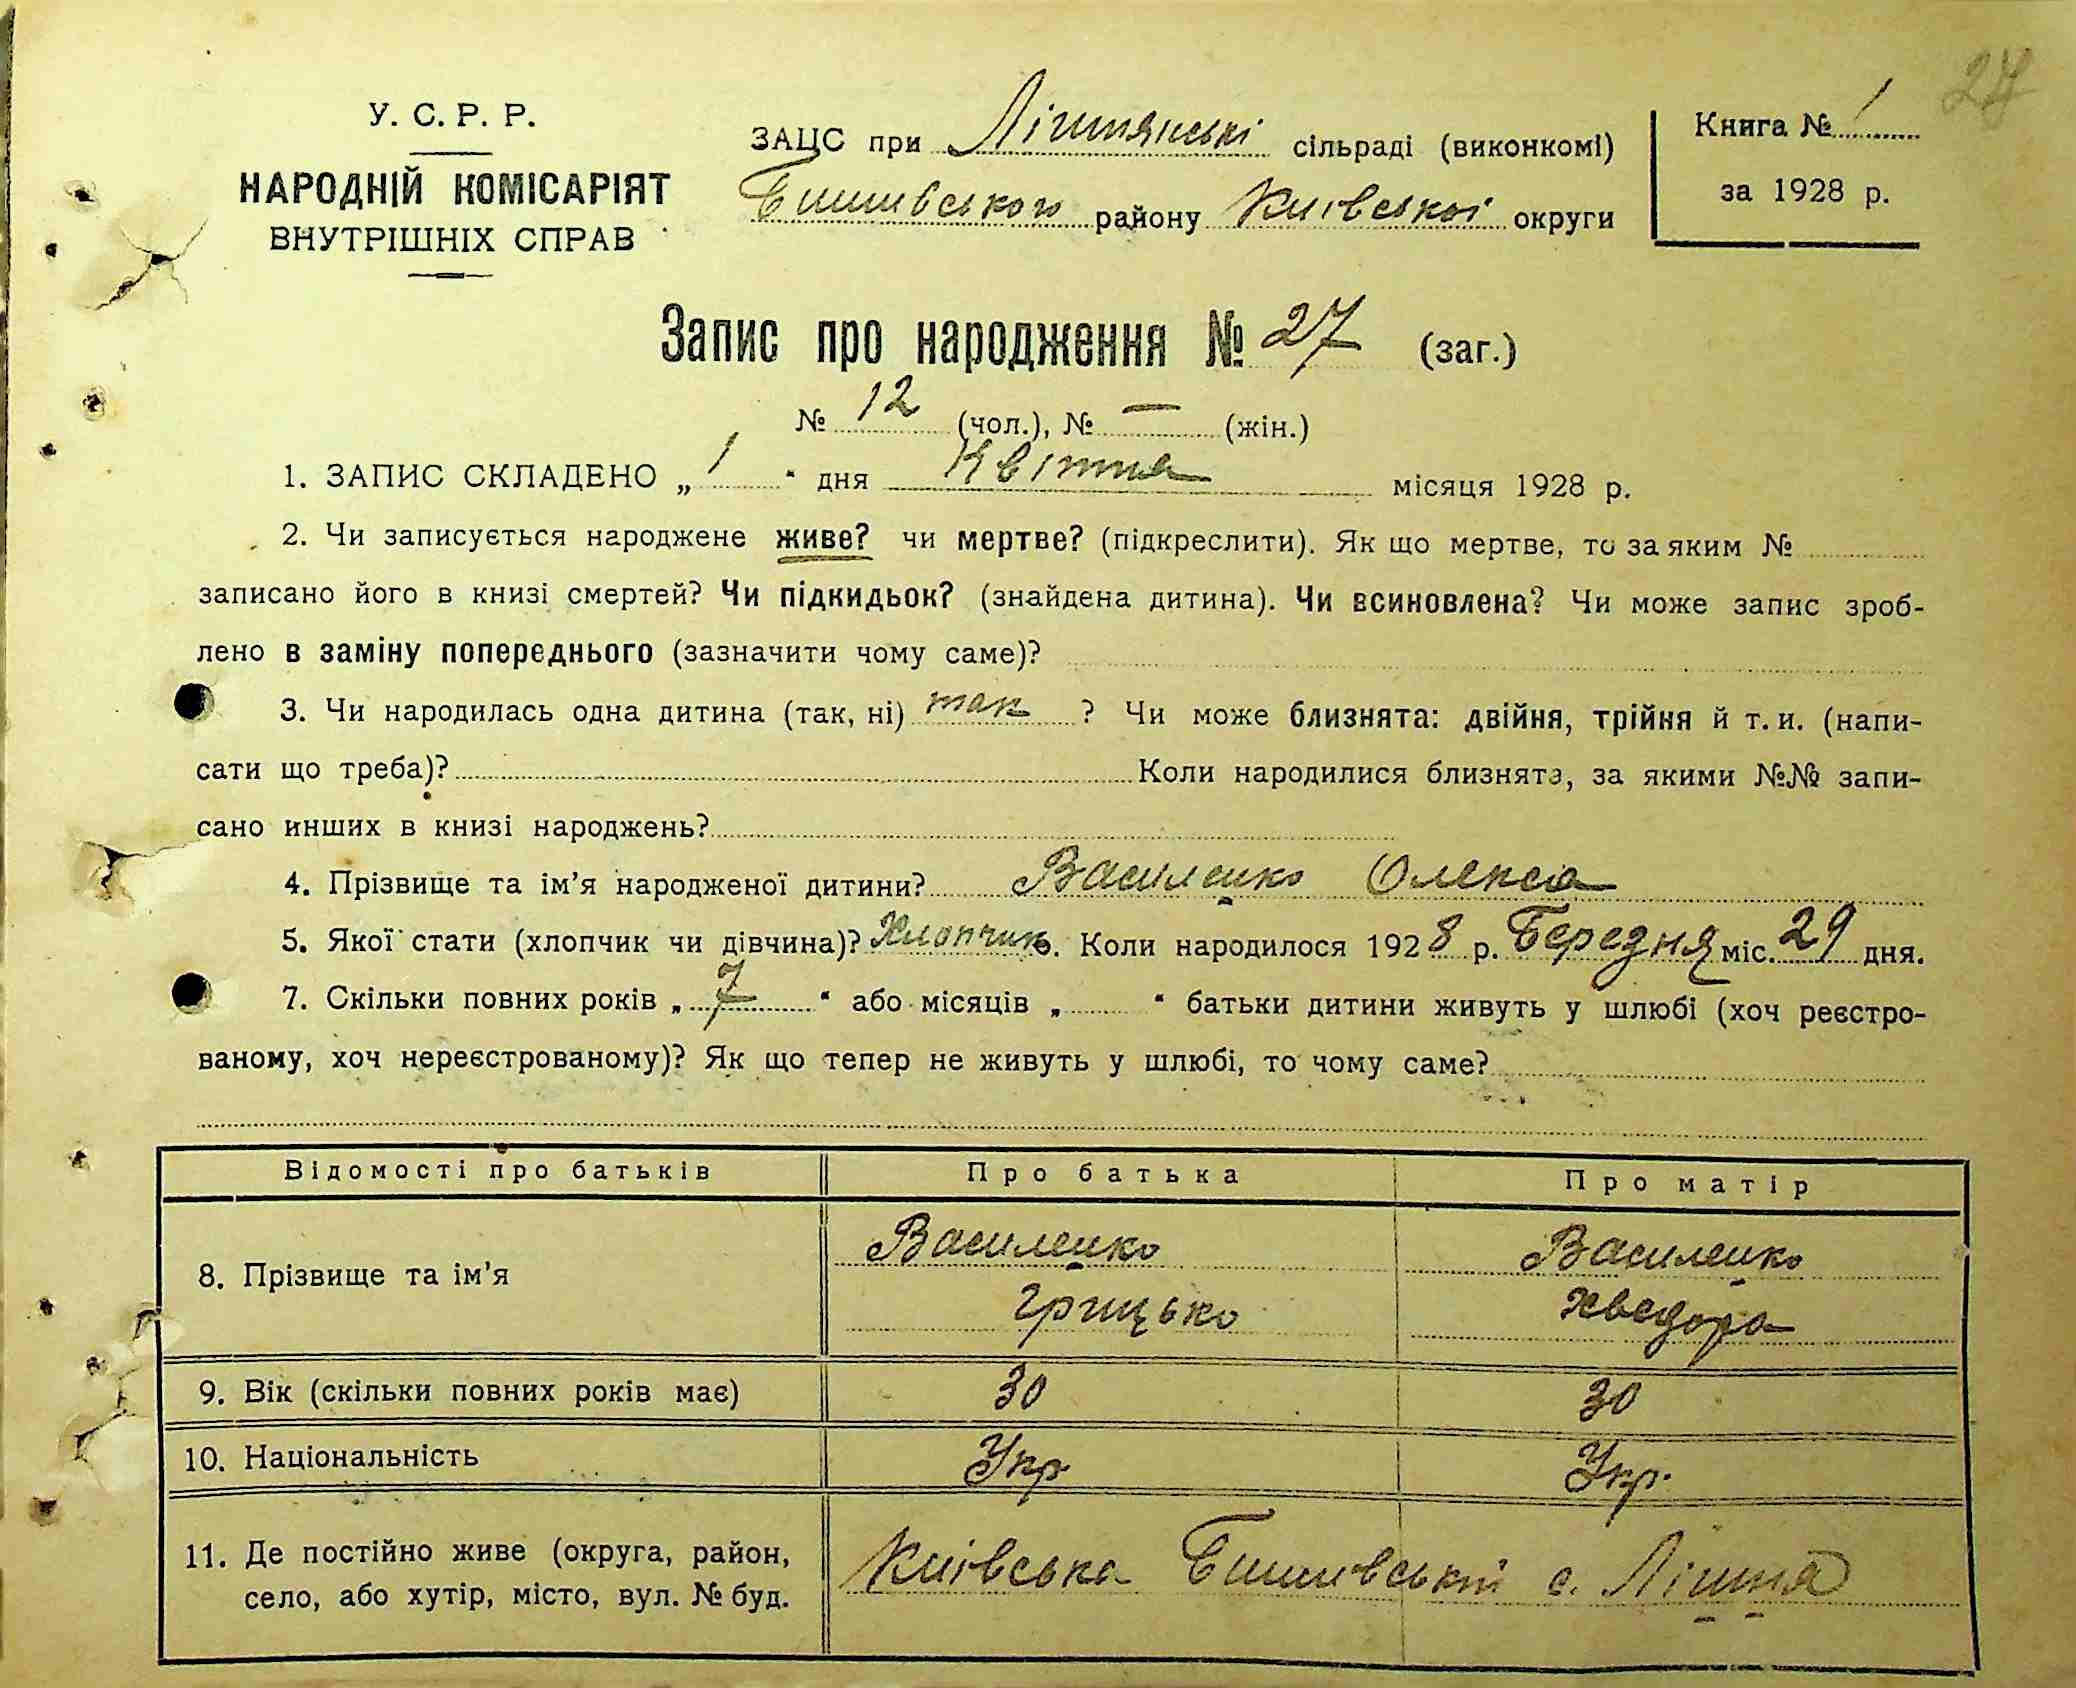 27
У. С. Р. Р.
НАРОДНІЙ КОМІСАРІЯТ
ВНУТРІШНІХ СПРАВ
ЗАЦС при Лішнянські сільраді (виконкомі)
Бишівського району Київської округи
Книга № 1
за 1928 р.
Запис про народження № 27 (заг.)
№ 12 (чол.), № — (жін.)
1. ЗАПИС СКЛАДЕНО „ 1 “ дня Квітня місяця 1928 р.
2. Чи записується народжене живе? чи мертве? (підкреслити). Як що мертве, то за яким №
записано його в книзі смертей? Чи підкидьок? (знайдена дитина). Чи всиновлена? Чи може запис зроб-
лено в заміну попереднього (зазначити чому саме)?
3. Чи народилась одна дитина (так, ні) так ? Чи може близнята: двійня, трійня й т. и. (напи-
сати що треба)? Коли народилися близнята, за якими №№ запи-
сано инших в книзі народжень?
4. Прізвище та ім’я народженої дитини? Василенко Олекса
5. Якої стати (хлопчик чи дівчина)? Хлопчик 6. Коли народилося 1928 р. Березня міс. 29 дня.
7. Скільки повних років „ 7 “ або місяців „ “ батьки дитини живуть у шлюбі (хоч реєстро-
ваному, хоч нереєстрованому)? Як що тепер не живуть у шлюбі, то чому саме?
Відомості про батьків Про батька Про матір
8. Прізвище та ім’я Василенко Василенко
Грицько Хведора
9. Вік (скільки повних років має) 30 30
10. Національність Укр Укр.
11. Де постійно живе (округа, район,
село, або хутір, місто, вул. № буд.
Київська Бишівський с. Лішня